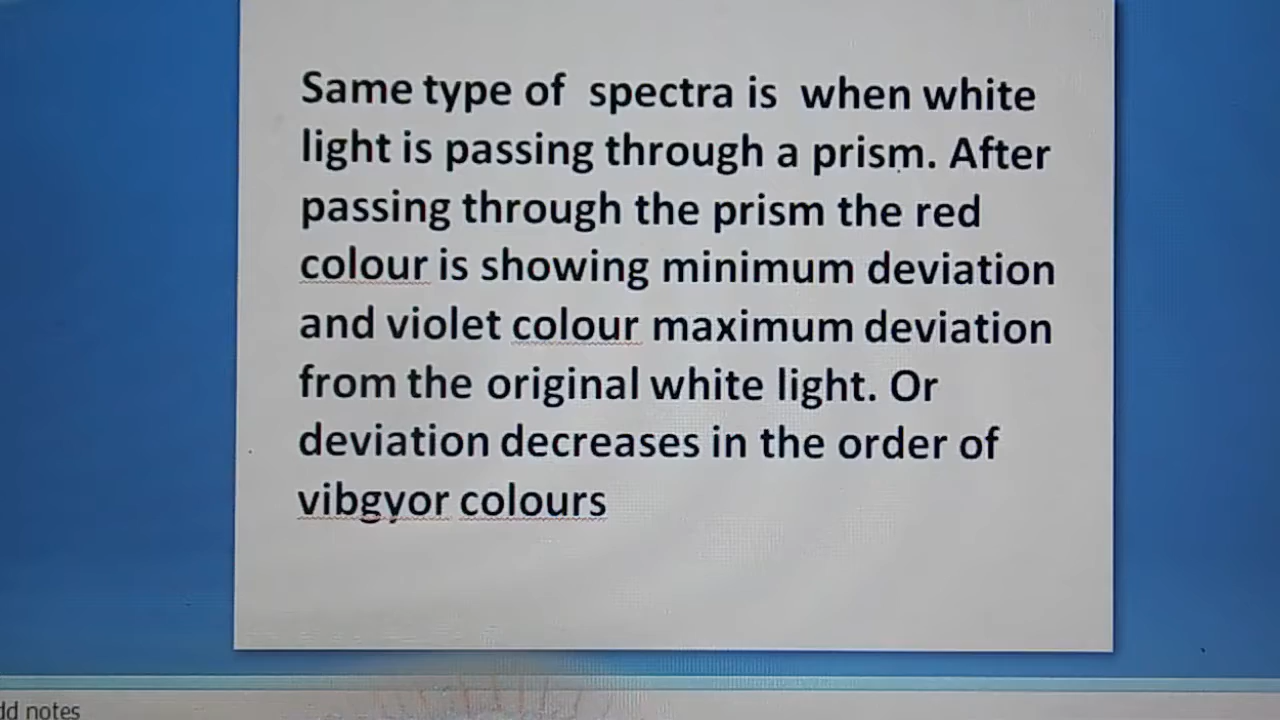 Same type of spectra is when white
light is passing through a prism. After
passing through the prism the red
colour is showing minimum deviation
and violet colour maximum deviation
from the original white light. Or
deviation decreases in the order of
vibgyor colours
dd notes